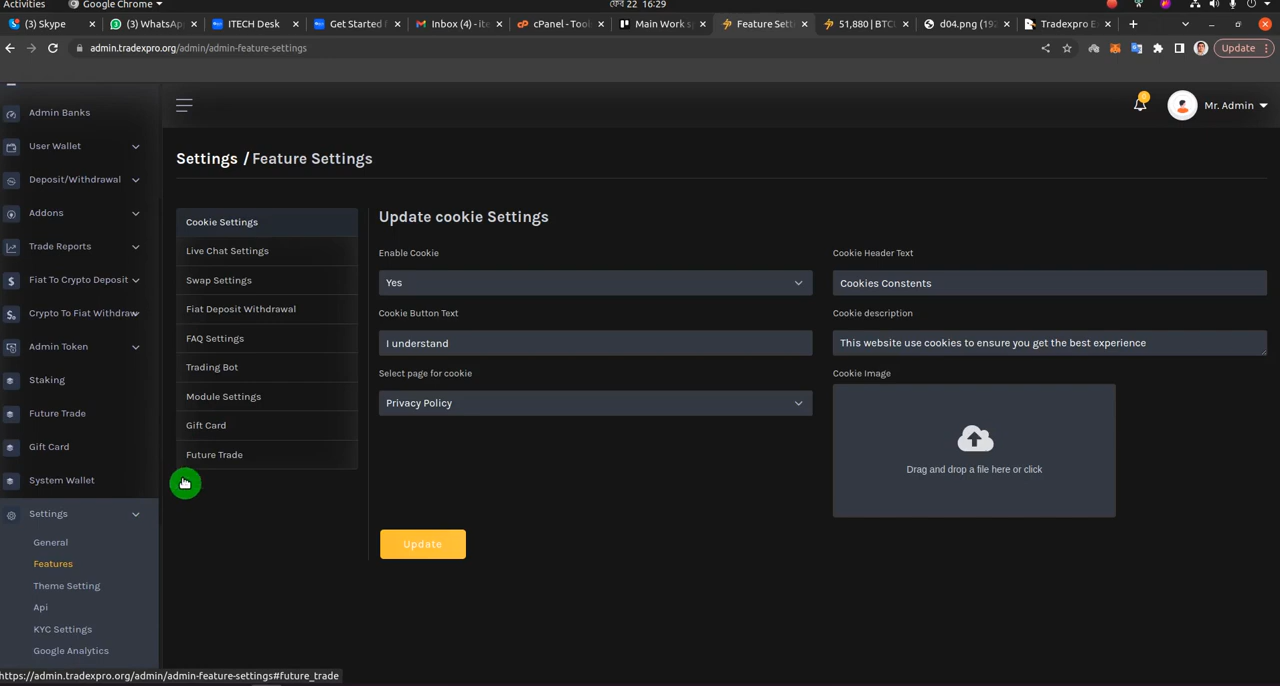 Activities
Google Chrome
ফেব 22 16:29
(3) Skype
(3) WhatsAp
ITECH Desk
Get Started
Inbox (4) - ite
cPanel - Tool
Main Work s
Feature Sett
51,880 | BTC
d04.png (192
Tradexpro E
admin.tradexpro.org/admin/admin-feature-settings
Update
Admin Banks
User Wallet
Deposit/Withdrawal
Addons
Trade Reports
Fiat To Crypto Deposit
Crypto To Fiat Withdraw
Admin Token
Staking
Future Trade
Gift Card
System Wallet
Settings
General
Features
Theme Setting
Api
KYC Settings
Google Analytics
Mr. Admin
Settings / Feature Settings
Cookie Settings
Live Chat Settings
Swap Settings
Fiat Deposit Withdrawal
FAQ Settings
Trading Bot
Module Settings
Gift Card
Future Trade
Update cookie Settings
Enable Cookie
Yes
Cookie Header Text
Cookies Constents
Cookie Button Text
I understand
Cookie description
This website use cookies to ensure you get the best experience
Select page for cookie
Privacy Policy
Cookie Image
Drag and drop a file here or click
Update
https://admin.tradexpro.org/admin/admin-feature-settings#future_trade